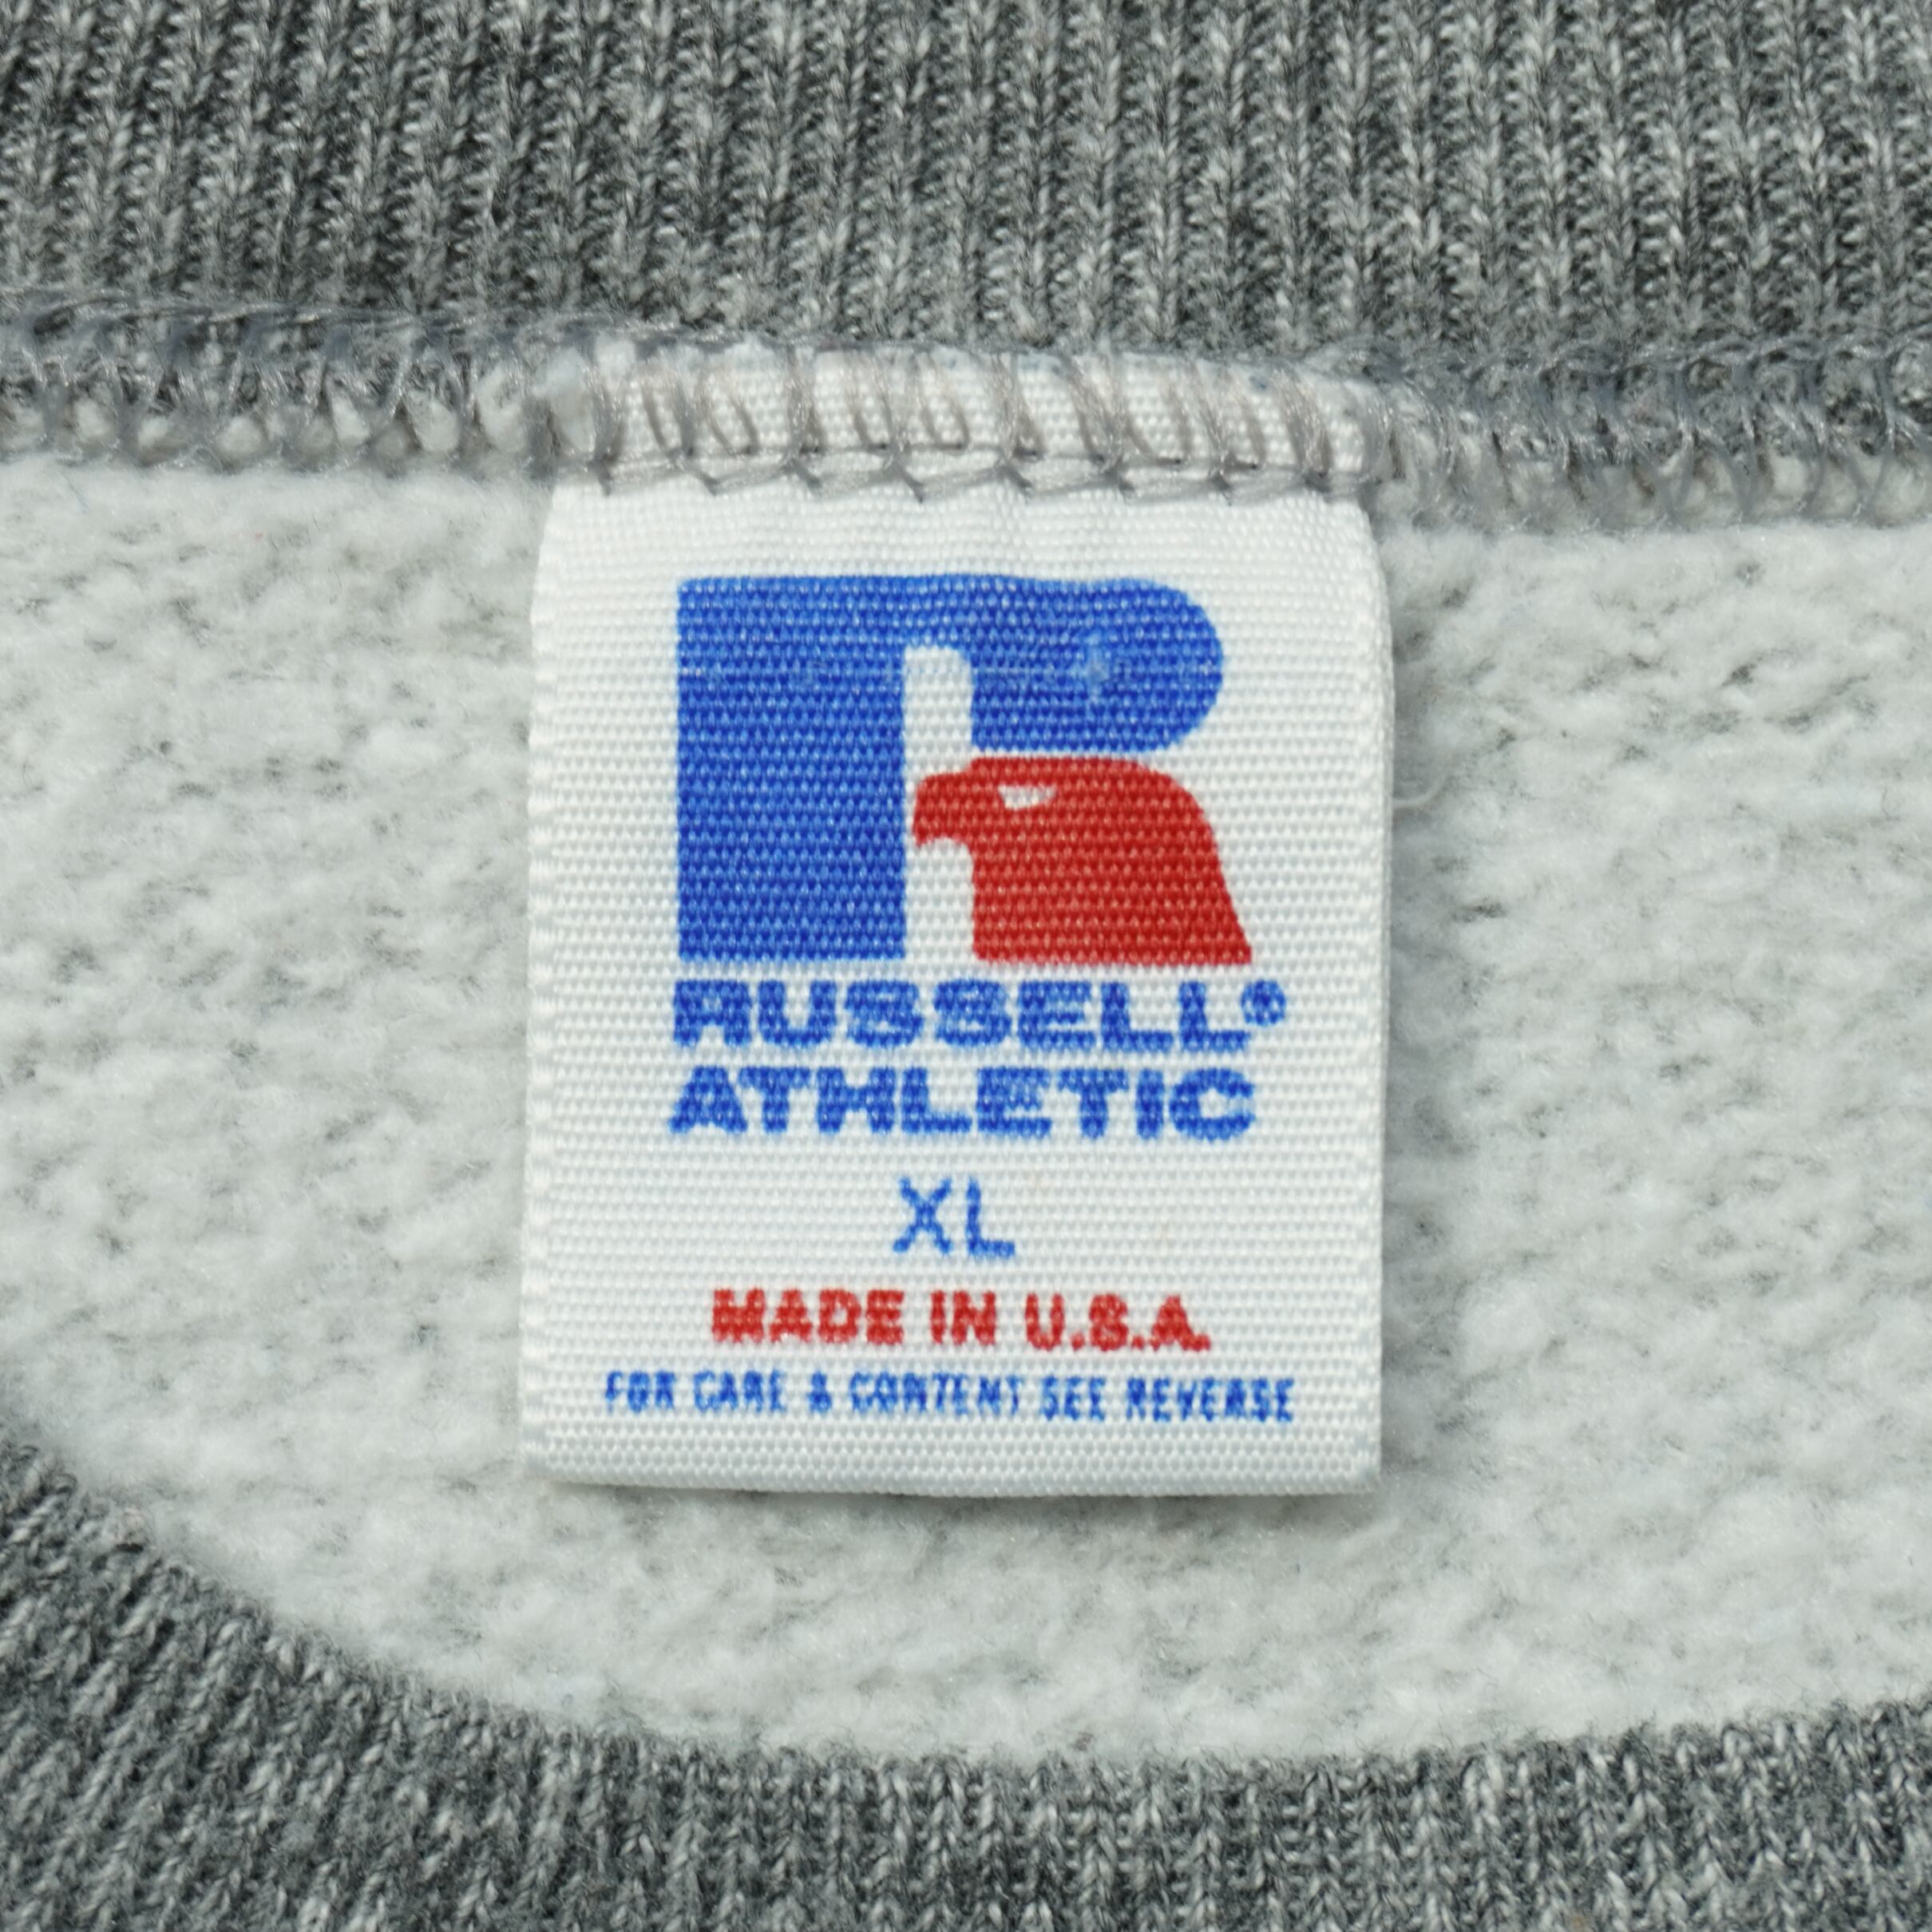 R
RUSSELL®
ATHLETIC
XL
MADE IN U.S.A.
FOR CARE & CONTENT SEE REVERSE